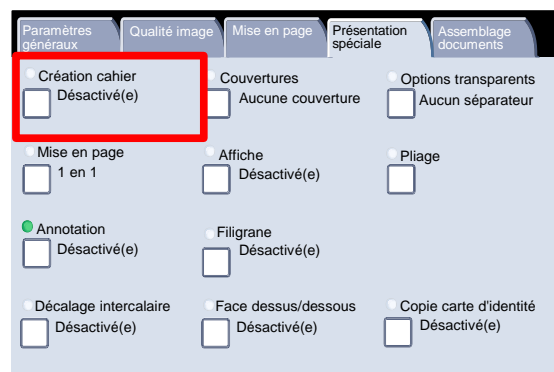 Paramètres
généraux
Qualité image
Mise en page
Présentation
spéciale
Assemblage
documents
Création cahier
Désactivé(e)
Couvertures
Aucune couverture
Options transparents
Aucun séparateur
Mise en page
1 en 1
Affiche
Désactivé(e)
Pliage
Annotation
Désactivé(e)
Filigrane
Désactivé(e)
Décalage intercalaire
Désactivé(e)
Face dessus/dessous
Désactivé(e)
Copie carte d'identité
Désactivé(e)